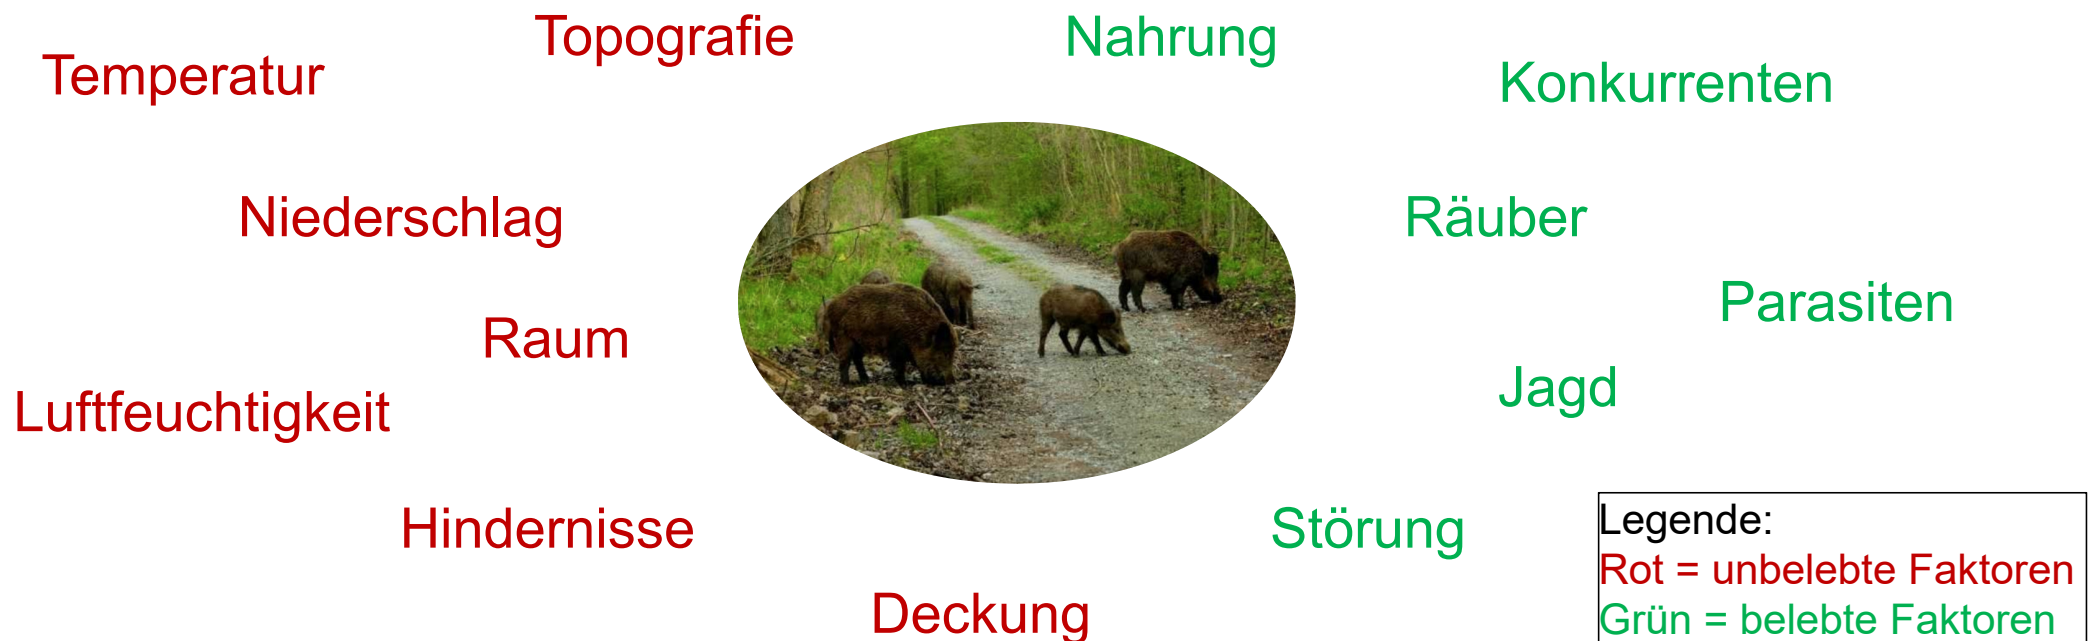 Topografie
Nahrung
Temperatur
Konkurrenten
Niederschlag
Räuber
Parasiten
Raum
Jagd
Luftfeuchtigkeit
Hindernisse
Störung
Deckung
Legende:
Rot = unbelebte Faktoren
Grün = belebte Faktoren